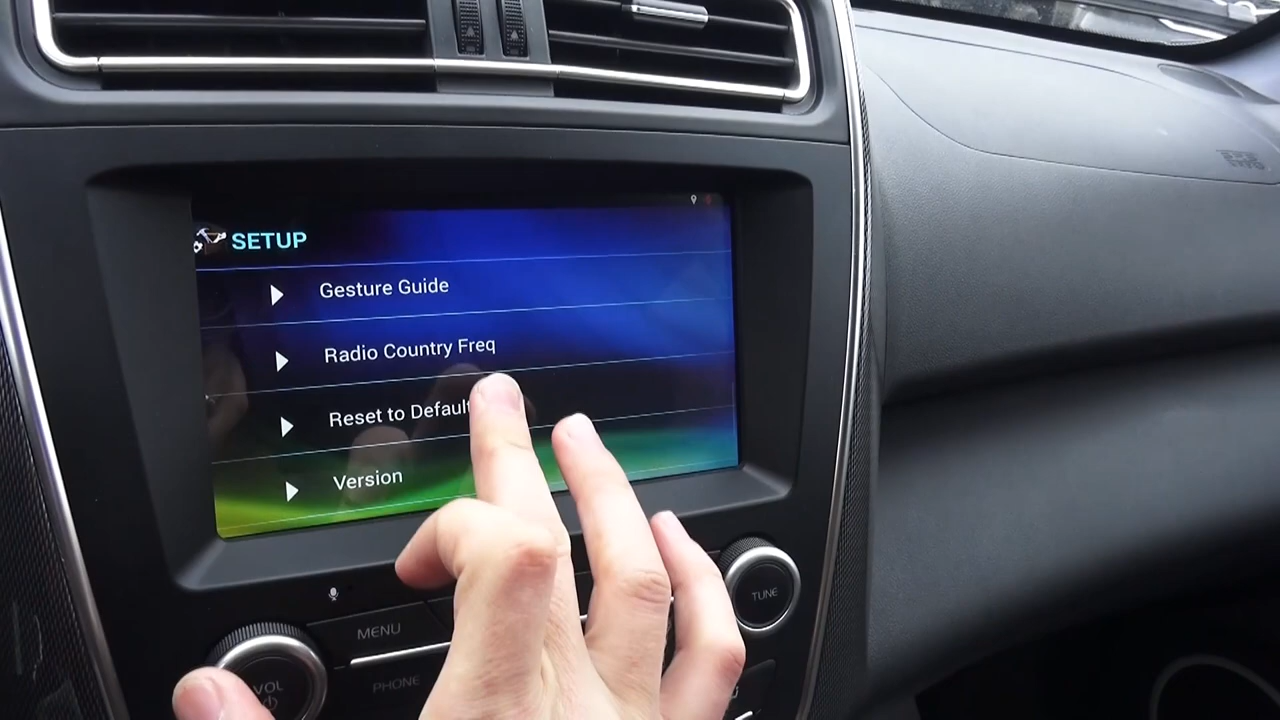 SETUP
Gesture Guide
Radio Country Freq
Reset to Default
Version
MENU
TUNE
VOL
PHONE